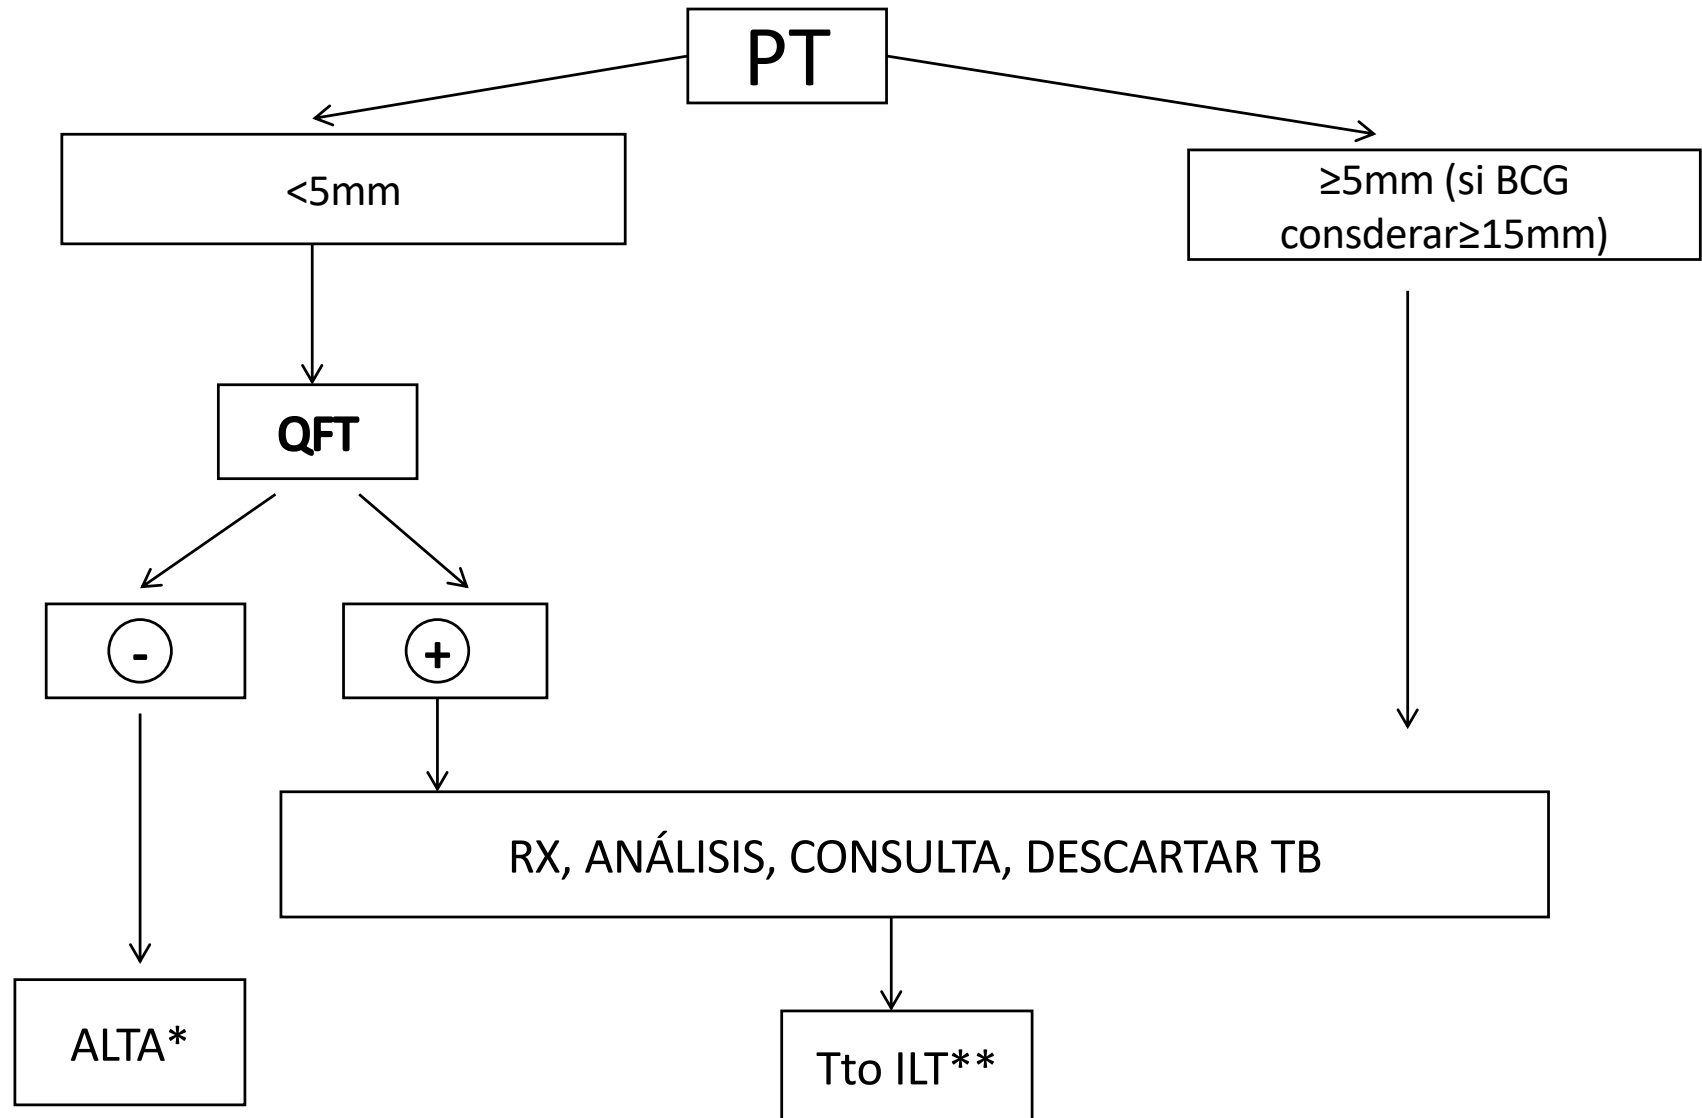 PT
<5mm
≥5mm (si BCG
consderar≥15mm)
QFT
-
+
RX, ANÁLISIS, CONSULTA, DESCARTAR TB
ALTA*
Tto ILT**